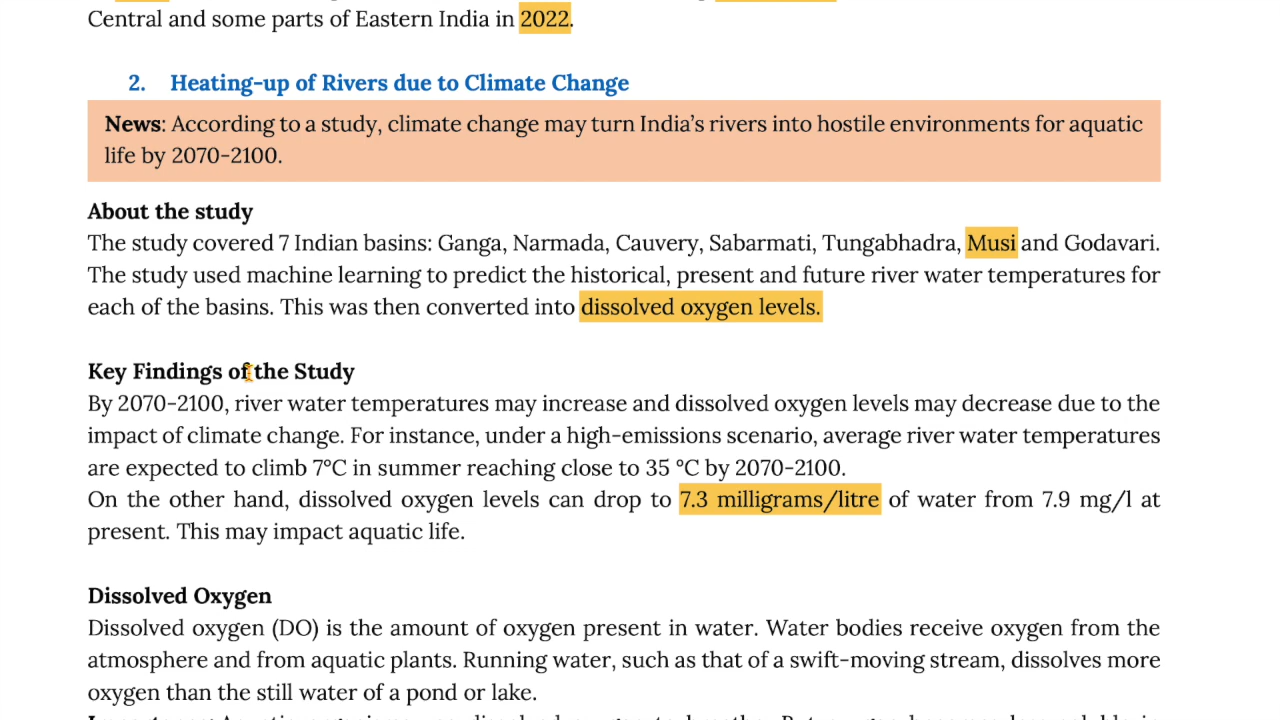 Central and some parts of Eastern India in 2022.
2. Heating-up of Rivers due to Climate Change
News: According to a study, climate change may turn India's rivers into hostile environments for aquatic
life by 2070-2100.
About the study
The study covered 7 Indian basins: Ganga, Narmada, Cauvery, Sabarmati, Tungabhadra, Musi and Godavari.
The study used machine learning to predict the historical, present and future river water temperatures for
each of the basins. This was then converted into dissolved oxygen levels.
Key Findings of the Study
By 2070-2100, river water temperatures may increase and dissolved oxygen levels may decrease due to the
impact of climate change. For instance, under a high-emissions scenario, average river water temperatures
are expected to climb 7°C in summer reaching close to 35 °C by 2070-2100.
On the other hand, dissolved oxygen levels can drop to 7.3 milligrams/litre of water from 7.9 mg/l at
present. This may impact aquatic life.
Dissolved Oxygen
Dissolved oxygen (DO) is the amount of oxygen present in water. Water bodies receive oxygen from the
atmosphere and from aquatic plants. Running water, such as that of a swift-moving stream, dissolves more
oxygen than the still water of a pond or lake.